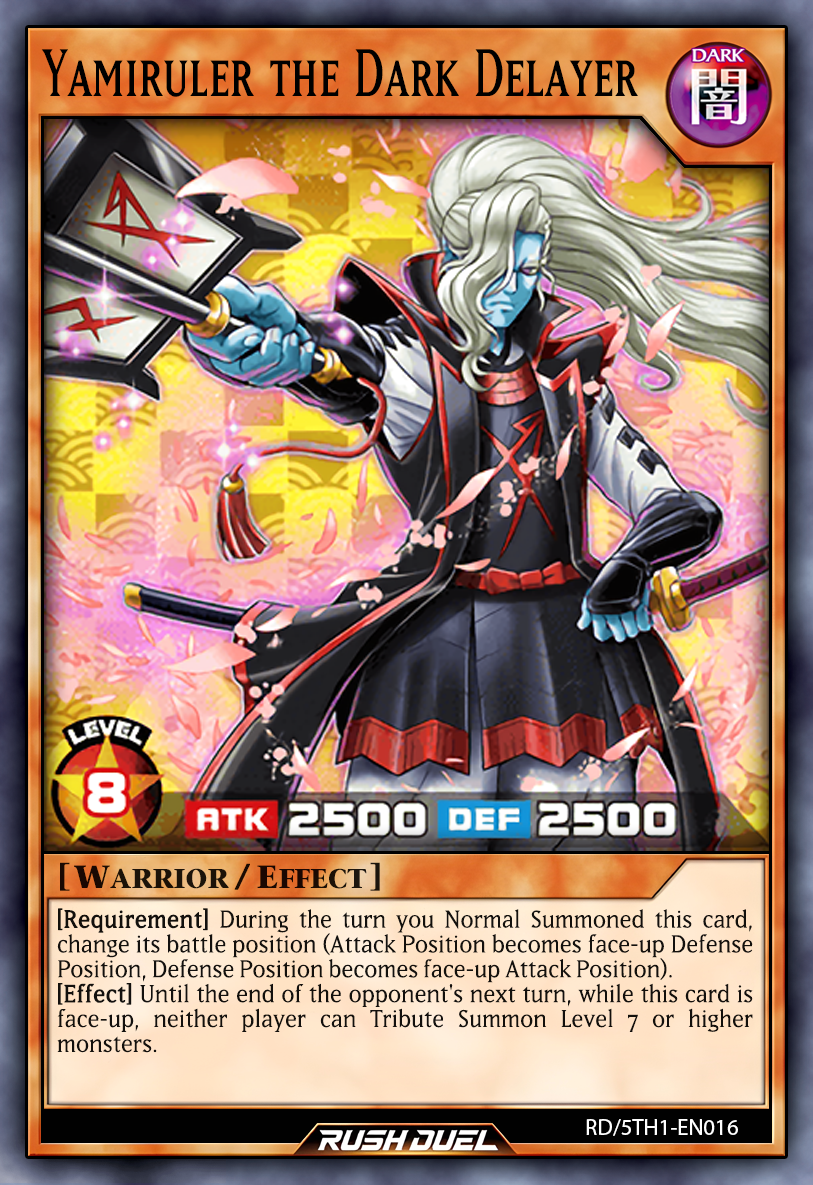 Yamiruler the Dark Delayer
DARK
闇
LEVEL
8
ATK 2500 DEF 2500
[Warrior / Effect]
[Requirement] During the turn you Normal Summoned this card,
change its battle position (Attack Position becomes face-up Defense
Position, Defense Position becomes face-up Attack Position).
[Effect] Until the end of the opponent's next turn, while this card is
face-up, neither player can Tribute Summon Level 7 or higher
monsters.
RUSH DUEL
RD/5TH1-EN016